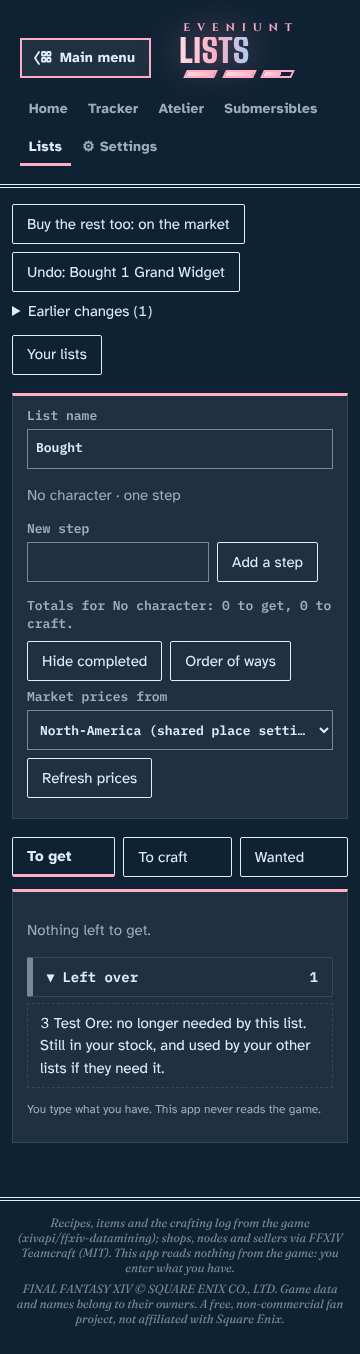 Main menu
EVENIUNT
LISTS
Home Tracker Atelier Submersibles
Lists ⚙ Settings
Buy the rest too: on the market
Undo: Bought 1 Grand Widget
▶ Earlier changes (1)
Your lists
List name
Bought
No character · one step
New step
Add a step
Totals for No character: 0 to get, 0 to
craft.
Hide completed Order of ways
Market prices from
North-America (shared place setti…
Refresh prices
To get To craft Wanted
Nothing left to get.
▼ Left over 1
3 Test Ore: no longer needed by this list.
Still in your stock, and used by your other
lists if they need it.
You type what you have. This app never reads the game.
Recipes, items and the crafting log from the game
(xivapi/ffxiv-datamining); shops, nodes and sellers via FFXIV
Teamcraft (MIT). This app reads nothing from the game: you
enter what you have.
FINAL FANTASY XIV © SQUARE ENIX CO., LTD. Game data
and names belong to their owners. A free, non-commercial fan
project, not affiliated with Square Enix.